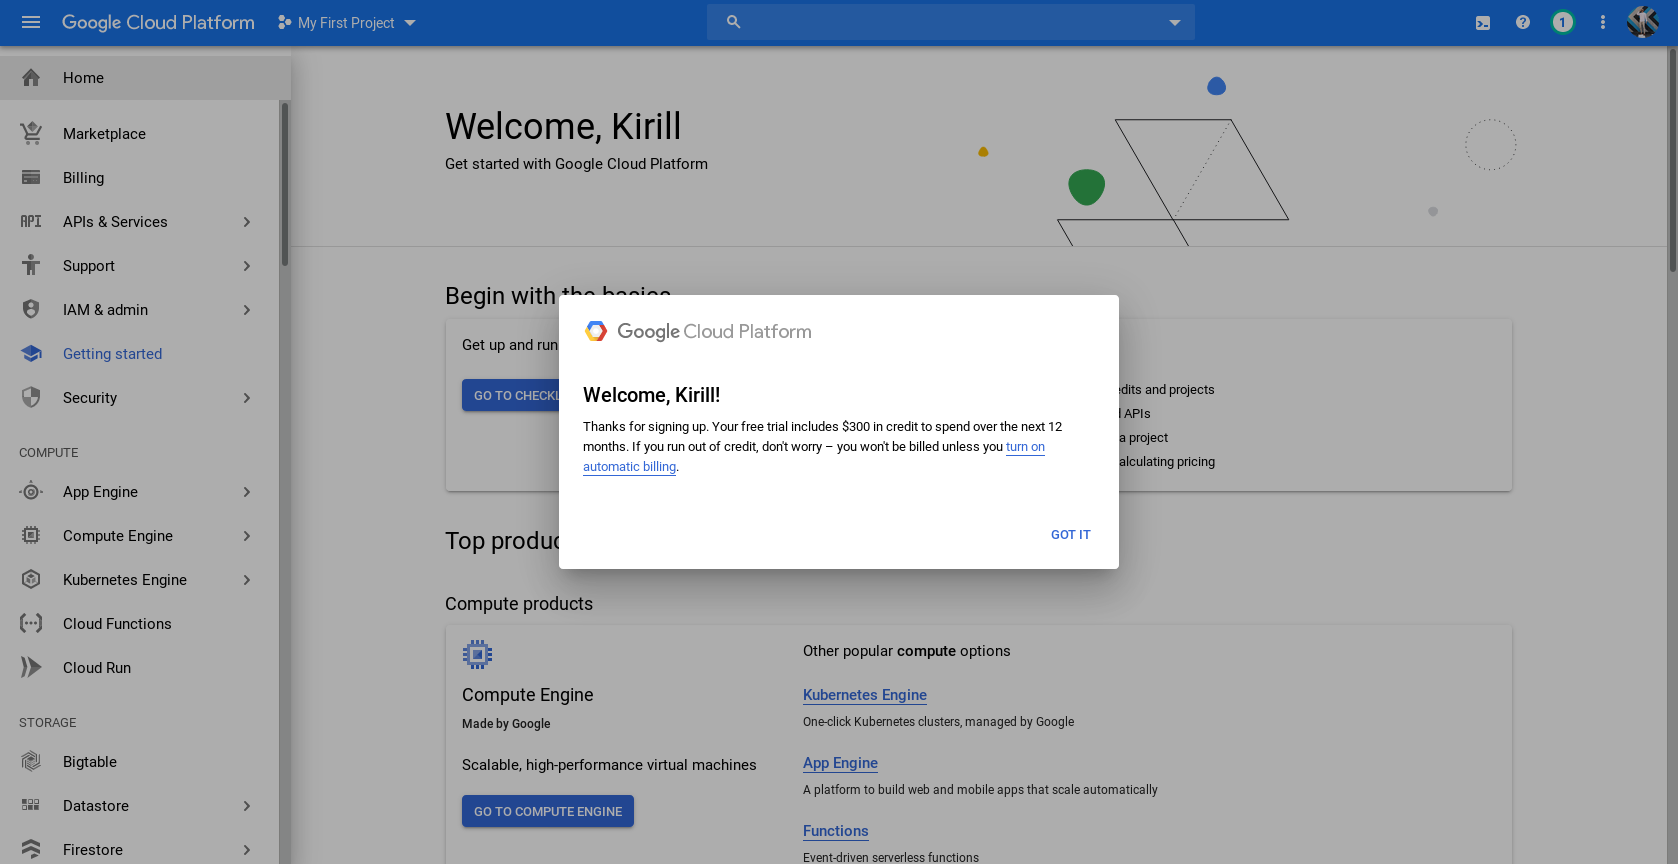 Google Cloud Platform
My First Project
1
Home
Marketplace
Billing
API
APIs & Services
Support
IAM & admin
Getting started
Security
COMPUTE
App Engine
Compute Engine
Kubernetes Engine
Cloud Functions
Cloud Run
STORAGE
Bigtable
Datastore
Firestore
Welcome, Kirill
Get started with Google Cloud Platform
Begin with the basics
Get up and run
GO TO CHECKL
edits and projects
APIs
a project
alculating pricing
Google Cloud Platform
Welcome, Kirill!
Thanks for signing up. Your free trial includes $300 in credit to spend over the next 12
months. If you run out of credit, don't worry – you won't be billed unless you turn on
automatic billing.
GOT IT
Top produc
Compute products
Compute Engine
Made by Google
Scalable, high-performance virtual machines
GO TO COMPUTE ENGINE
Other popular compute options
Kubernetes Engine
One-click Kubernetes clusters, managed by Google
App Engine
A platform to build web and mobile apps that scale automatically
Functions
Event-driven serverless functions